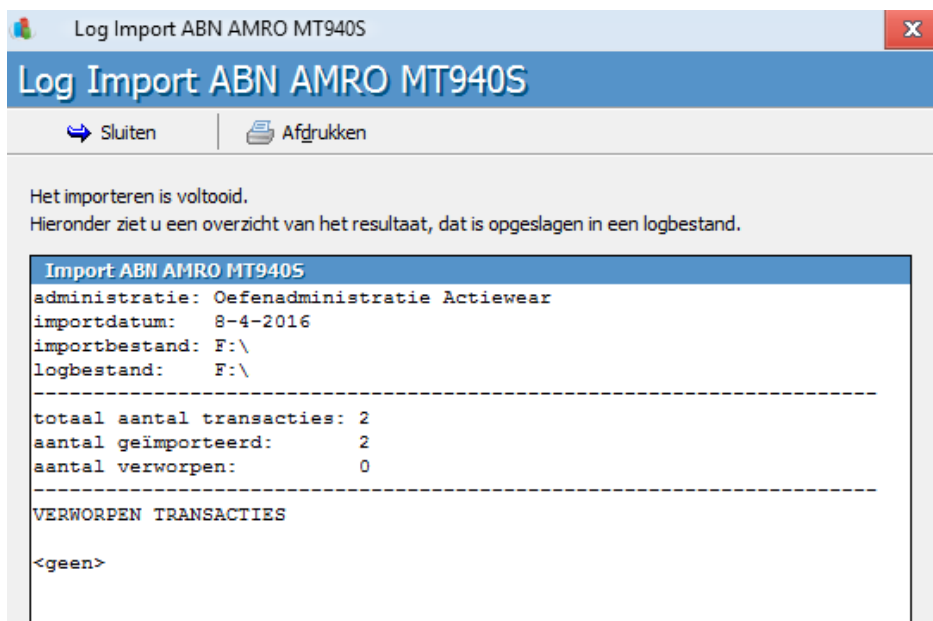 Log Import ABN AMRO MT940S
Log Import ABN AMRO MT940S
Sluiten Afdrukken
Het importeren is voltooid.
Hieronder ziet u een overzicht van het resultaat, dat is opgeslagen in een logbestand.
Import ABN AMRO MT940S
administratie: Oefenadministratie Actiewear
importdatum: 8-4-2016
importbestand: F:\
logbestand: F:\
----------------------------------------------------------------------
totaal aantal transacties: 2
aantal geïmporteerd: 2
aantal verworpen: 0
----------------------------------------------------------------------
VERWORPEN TRANSACTIES
<geen>